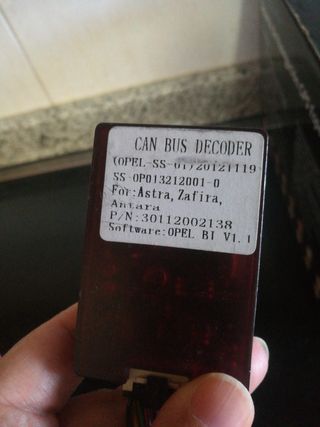 CAN BUS DECODER
(OPEL-SS-01)20121119
SS-OP013212001-0
For:Astra,Zafira,
Antara
P/N:30112002138
Software:OPEL BI V1.1